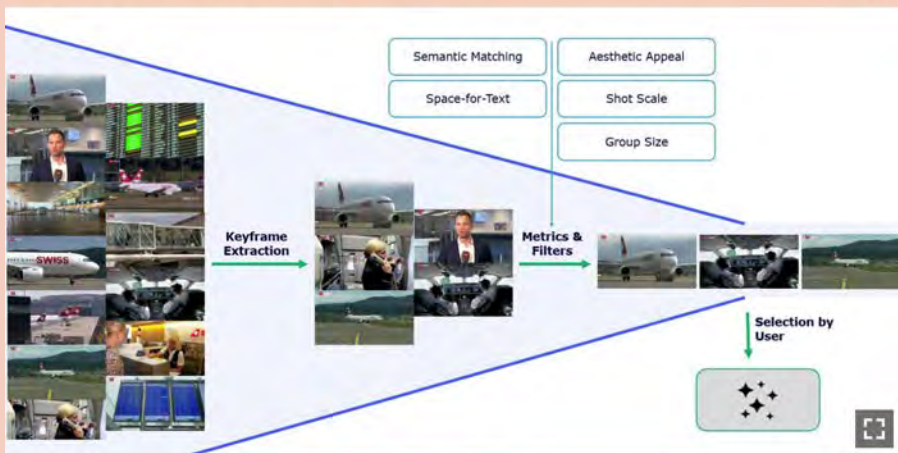 Semantic Matching
Aesthetic Appeal
Space-for-Text
Shot Scale
Group Size
Keyframe
Extraction
Metrics &
Filters
SWISS
Selection by
User